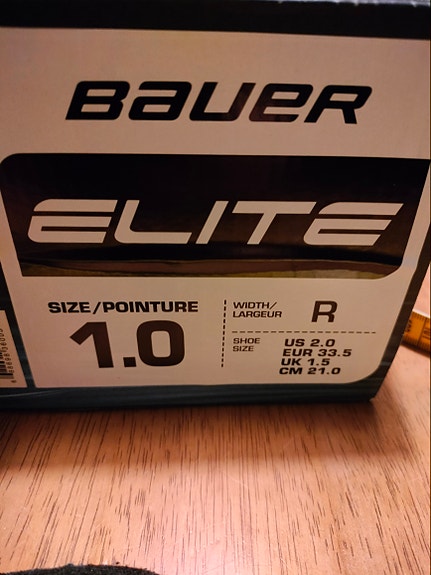 BAUER
ELITE
SIZE/POINTURE
1.0
WIDTH/
LARGEUR
R
SHOE
SIZE
US 2.0
EUR 33.5
UK 1.5
CM 21.0